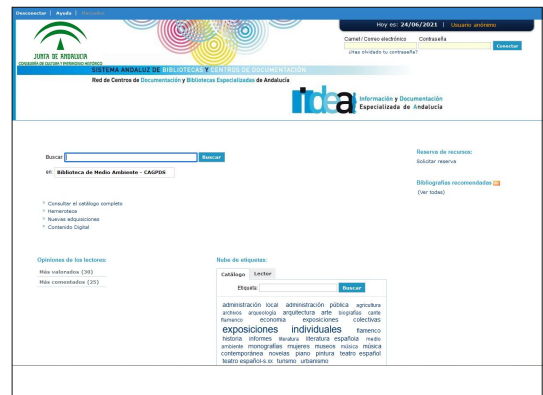 Desconectar | Ayuda |
Hoy es: 24/06/2021 | Usuario anónimo
Carnet / Correo electrónico Contraseña
Conectar
¿Has olvidado tu contraseña?
JUNTA DE ANDALUCIA
CONSEJERÍA DE CULTURA Y PATRIMONIO HISTÓRICO
SISTEMA ANDALUZ DE BIBLIOTECAS Y CENTROS DE DOCUMENTACIÓN
Red de Centros de Documentación y Bibliotecas Especializadas de Andalucía
idea Información y Documentación
Especializada de Andalucía
Buscar Buscar
en: Biblioteca de Medio Ambiente - CAGPDS
Consultar el catálogo completo
Hemeroteca
Nuevas adquisiciones
Contenido Digital
Reserva de recursos:
Solicitar reserva
Bibliografías recomendadas
(Ver todas)
Opiniones de los lectores:
Más valorados (30)
Más comentados (25)
Nube de etiquetas:
Catálogo Lector
Etiqueta: Buscar
administración local administración pública agricultura
archivos arqueología arquitectura arte biografías cante
flamenco economía exposiciones colectivas
exposiciones individuales flamenco
historia informes literatura literatura española medio
ambiente monografías mujeres museos música música
contemporánea novelas piano pintura teatro español
teatro español-s.xx turismo urbanismo